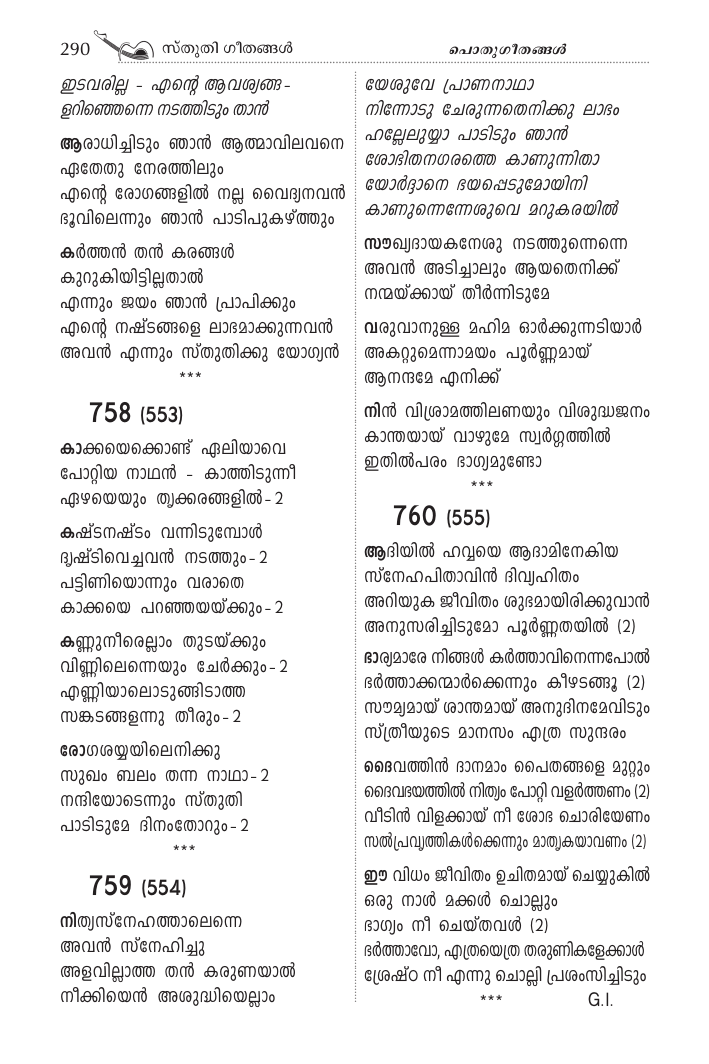 290 സ്തുതി ഗീതങ്ങൾ
പൊതുഗീതങ്ങൾ
ഇടവരില്ല - എന്റെ ആവശ്യങ്ങ-
ളറിഞ്ഞെന്നെ നടത്തിടും താൻ
ആരാധിച്ചിടും ഞാൻ ആത്മാവിലവനെ
ഏതേതു നേരത്തിലും
എന്റെ രോഗങ്ങളിൽ നല്ല വൈദ്യനവൻ
ഭൂവിലെന്നും ഞാൻ പാടിപുകഴ്ത്തും
കർത്തൻ തൻ കരങ്ങൾ
കുറുകിയിട്ടില്ലതാൽ
എന്നും ജയം ഞാൻ പ്രാപിക്കും
എന്റെ നഷ്ടങ്ങളെ ലാഭമാക്കുന്നവൻ
അവൻ എന്നും സ്തുതിക്കു യോഗ്യൻ
***
758 (553)
കാക്കയെക്കൊണ്ട് ഏലിയാവെ
പോറ്റിയ നാഥൻ - കാത്തിടുന്നീ
ഏഴയെയും തൃക്കരങ്ങളിൽ-2
കഷ്ടനഷ്ടം വന്നിടുമ്പോൾ
ദൃഷ്ടിവെച്ചവൻ നടത്തും-2
പട്ടിണിയൊന്നും വരാതെ
കാക്കയെ പറഞ്ഞയയ്ക്കും-2
കണ്ണുനീരെല്ലാം തുടയ്ക്കും
വിണ്ണിലെന്നെയും ചേർക്കും-2
എണ്ണിയാലൊടുങ്ങിടാത്ത
സങ്കടങ്ങളന്നു തീരും-2
രോഗശയ്യയിലെനിക്കു
സുഖം ബലം തന്ന നാഥാ-2
നന്ദിയോടെന്നും സ്തുതി
പാടിടുമേ ദിനംതോറും-2
***
759 (554)
നിത്യസ്നേഹത്താലെന്നെ
അവൻ സ്നേഹിച്ചു
അളവില്ലാത്ത തൻ കരുണയാൽ
നീക്കിയെൻ അശുദ്ധിയെല്ലാം
യേശുവേ പ്രാണനാഥാ
നിന്നോടു ചേരുന്നതെനിക്കു ലാഭം
ഹല്ലേലുയ്യാ പാടിടും ഞാൻ
ശോഭിതനഗരത്തെ കാണുന്നിതാ
യോർദ്ദാനെ ഭയപ്പെടുമോയിനി
കാണുന്നെന്നേശുവെ മറുകരയിൽ
സൗഖ്യദായകനേശു നടത്തുന്നെന്നെ
അവൻ അടിച്ചാലും ആയതെനിക്ക്
നന്മയ്ക്കായ് തീർന്നിടുമേ
വരുവാനുള്ള മഹിമ ഓർക്കുന്നടിയാർ
അകറ്റുമെന്നാമയം പൂർണ്ണമായ്
ആനന്ദമേ എനിക്ക്
നിൻ വിശ്രാമത്തിലണയും വിശുദ്ധജനം
കാന്തയായ് വാഴുമേ സ്വർഗ്ഗത്തിൽ
ഇതിൽപരം ഭാഗ്യമുണ്ടോ
***
760 (555)
ആദിയിൽ ഹവ്വയെ ആദാമിനേകിയ
സ്നേഹപിതാവിൻ ദിവ്യഹിതം
അറിയുക ജീവിതം ശുഭമായിരിക്കുവാൻ
അനുസരിച്ചിടുമോ പൂർണ്ണതയിൽ (2)
ഭാര്യമാരേ നിങ്ങൾ കർത്താവിനെന്നപോൽ
ഭർത്താക്കന്മാർക്കെന്നും കീഴടങ്ങൂ (2)
സൗമ്യമായ് ശാന്തമായ് അനുദിനമേവിടും
സ്ത്രീയുടെ മാനസം എത്ര സുന്ദരം
ദൈവത്തിൻ ദാനമാം പൈതങ്ങളെ മുറ്റും
ദൈവഭയത്തിൽ നിത്യം പോറ്റി വളർത്തണം (2)
വീടിൻ വിളക്കായ് നീ ശോഭ ചൊരിയേണം
സൽപ്രവൃത്തികൾക്കെന്നും മാതൃകയാവണം (2)
ഈ വിധം ജീവിതം ഉചിതമായ് ചെയ്യുകിൽ
ഒരു നാൾ മക്കൾ ചൊല്ലും
ഭാഗ്യം നീ ചെയ്തവൾ (2)
ഭർത്താവോ, എത്രയെത്ര തരുണികളേക്കാൾ
ശ്രേഷ്ഠ നീ എന്നു ചൊല്ലി പ്രശംസിച്ചിടും
*** G.I.